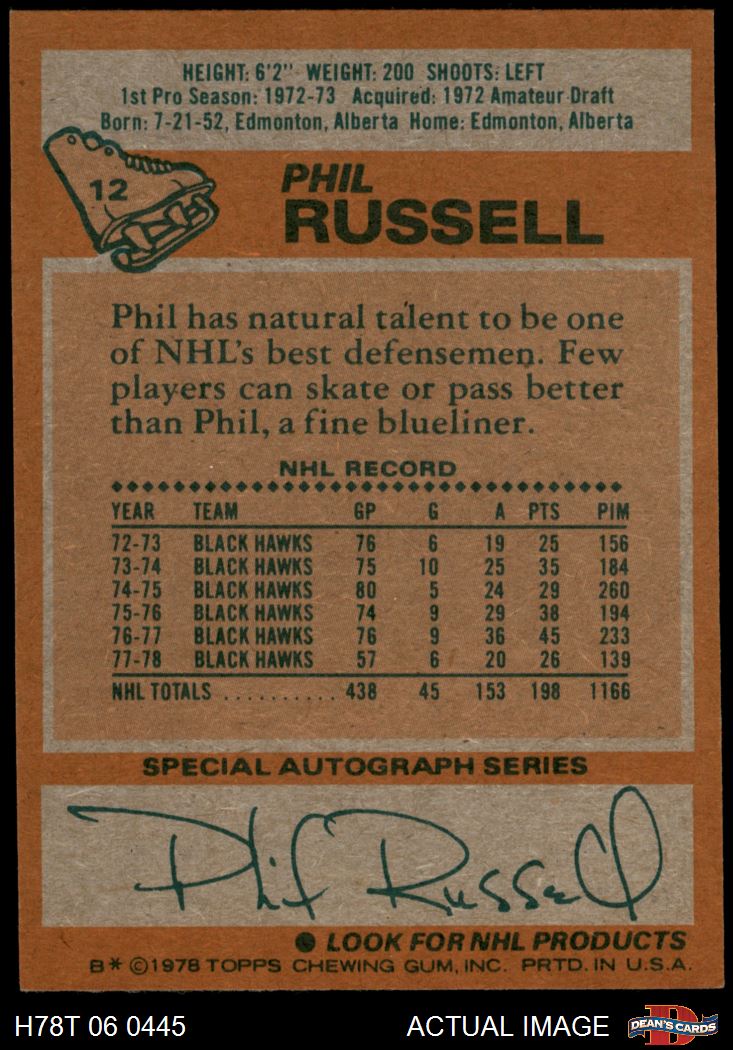 HEIGHT: 6'2" WEIGHT: 200 SHOOTS: LEFT
1st Pro Season: 1972-73 Acquired: 1972 Amateur Draft
Born: 7-21-52, Edmonton, Alberta Home: Edmonton, Alberta
12
PHIL
RUSSELL
Phil has natural talent to be one
of NHL's best defensemen. Few
players can skate or pass better
than Phil, a fine blueliner.
NHL RECORD
YEAR TEAM GP G A PTS PIM
72-73 BLACK HAWKS 76 6 19 25 156
73-74 BLACK HAWKS 75 10 25 35 184
74-75 BLACK HAWKS 80 5 24 29 260
75-76 BLACK HAWKS 74 9 29 38 194
76-77 BLACK HAWKS 76 9 36 45 233
77-78 BLACK HAWKS 57 6 20 26 139
NHL TOTALS .......... 438 45 153 198 1166
SPECIAL AUTOGRAPH SERIES
Phil Russell
● LOOK FOR NHL PRODUCTS
B* ©1978 TOPPS CHEWING GUM, INC. PRTD. IN U.S.A.
H78T 06 0445 ACTUAL IMAGE D DEAN'S CARDS